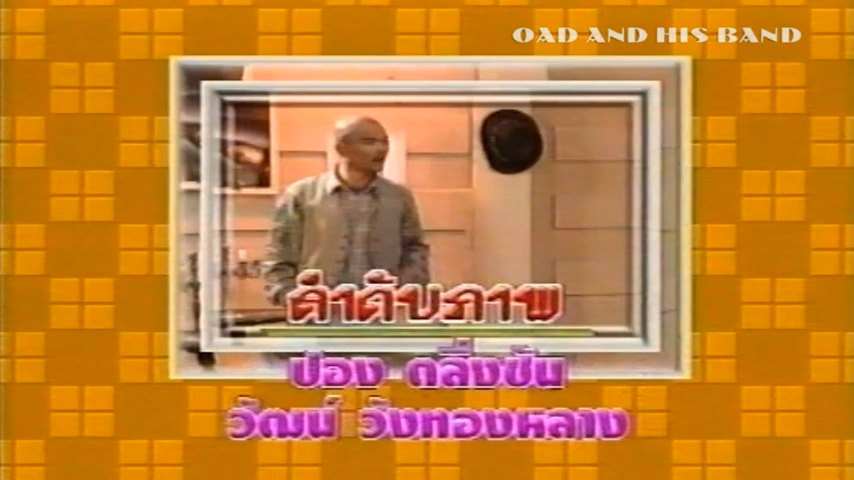 OAD AND HIS BAND
ลำดับภาพ
ปอง ตลิ่งชัน
วัฒน์ วังทองหลาง